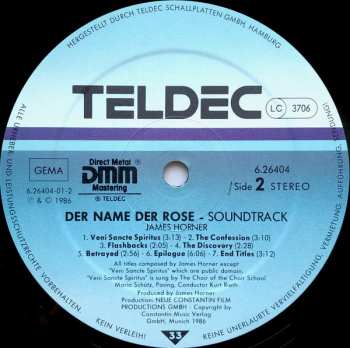 HERGESTELLT DURCH TELDEC SCHALLPLATTEN GMBH, HAMBURG
TELDEC
LC 3706
GEMA
Direct Metal
DMM
Mastering
® TELDEC
6.26404-01-2
℗ & © 1986
6.26404
/Side 2 STEREO
DER NAME DER ROSE - SOUNDTRACK
JAMES HORNER
1. Veni Sancte Spiritus (3:13) - 2. The Confession (3:10)
3. Flashbacks (2:05) - 4. The Discovery (2:28)
5. Betrayed (2:56) - 6. Epilogue (6:06) - 7. End Titles (3:12)
All titles composed by James Horner except
"Veni Sancte Spiritus" which are public domain.
"Veni Sancte Spiritus" is sung by The Choir of the Choir School
Maria Schütz, Pasing, Conductor Kurt Rieth
Produced by James Horner
Production: NEUE CONSTANTIN FILM
PRODUCTIONS GMBH - Copyright by
Constantin Music Verlag
GmbH, Munich 1986
33
ALLE URHEBER- UND LEISTUNGSSCHUTZRECHTE VORBEHALTEN.
KEIN VERLEIH!
KEINE UNERLAUBTE VERVIELFÄLTIGUNG, VERMIETUNG, AUFFÜHRUNG, SENDUNG!